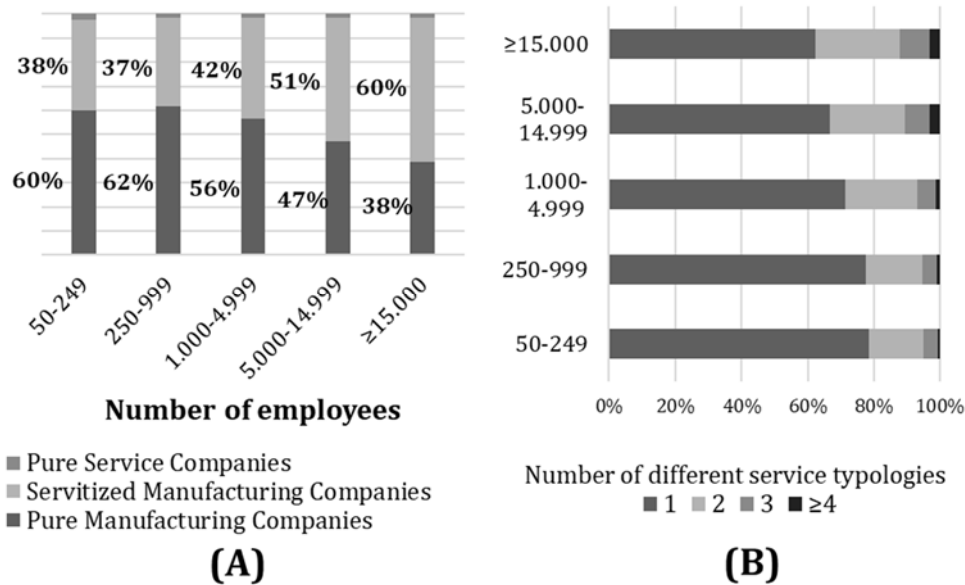 38% 37% 42% 51% 60%
60% 62% 56% 47% 38%
50-249 250-999 1.000-4.999 5.000-14.999 ≥15.000
Number of employees
Pure Service Companies
Servitized Manufacturing Companies
Pure Manufacturing Companies
(A)
≥15.000
5.000-
14.999
1.000-
4.999
250-999
50-249
0% 20% 40% 60% 80% 100%
Number of different service typologies
1 2 3 ≥4
(B)